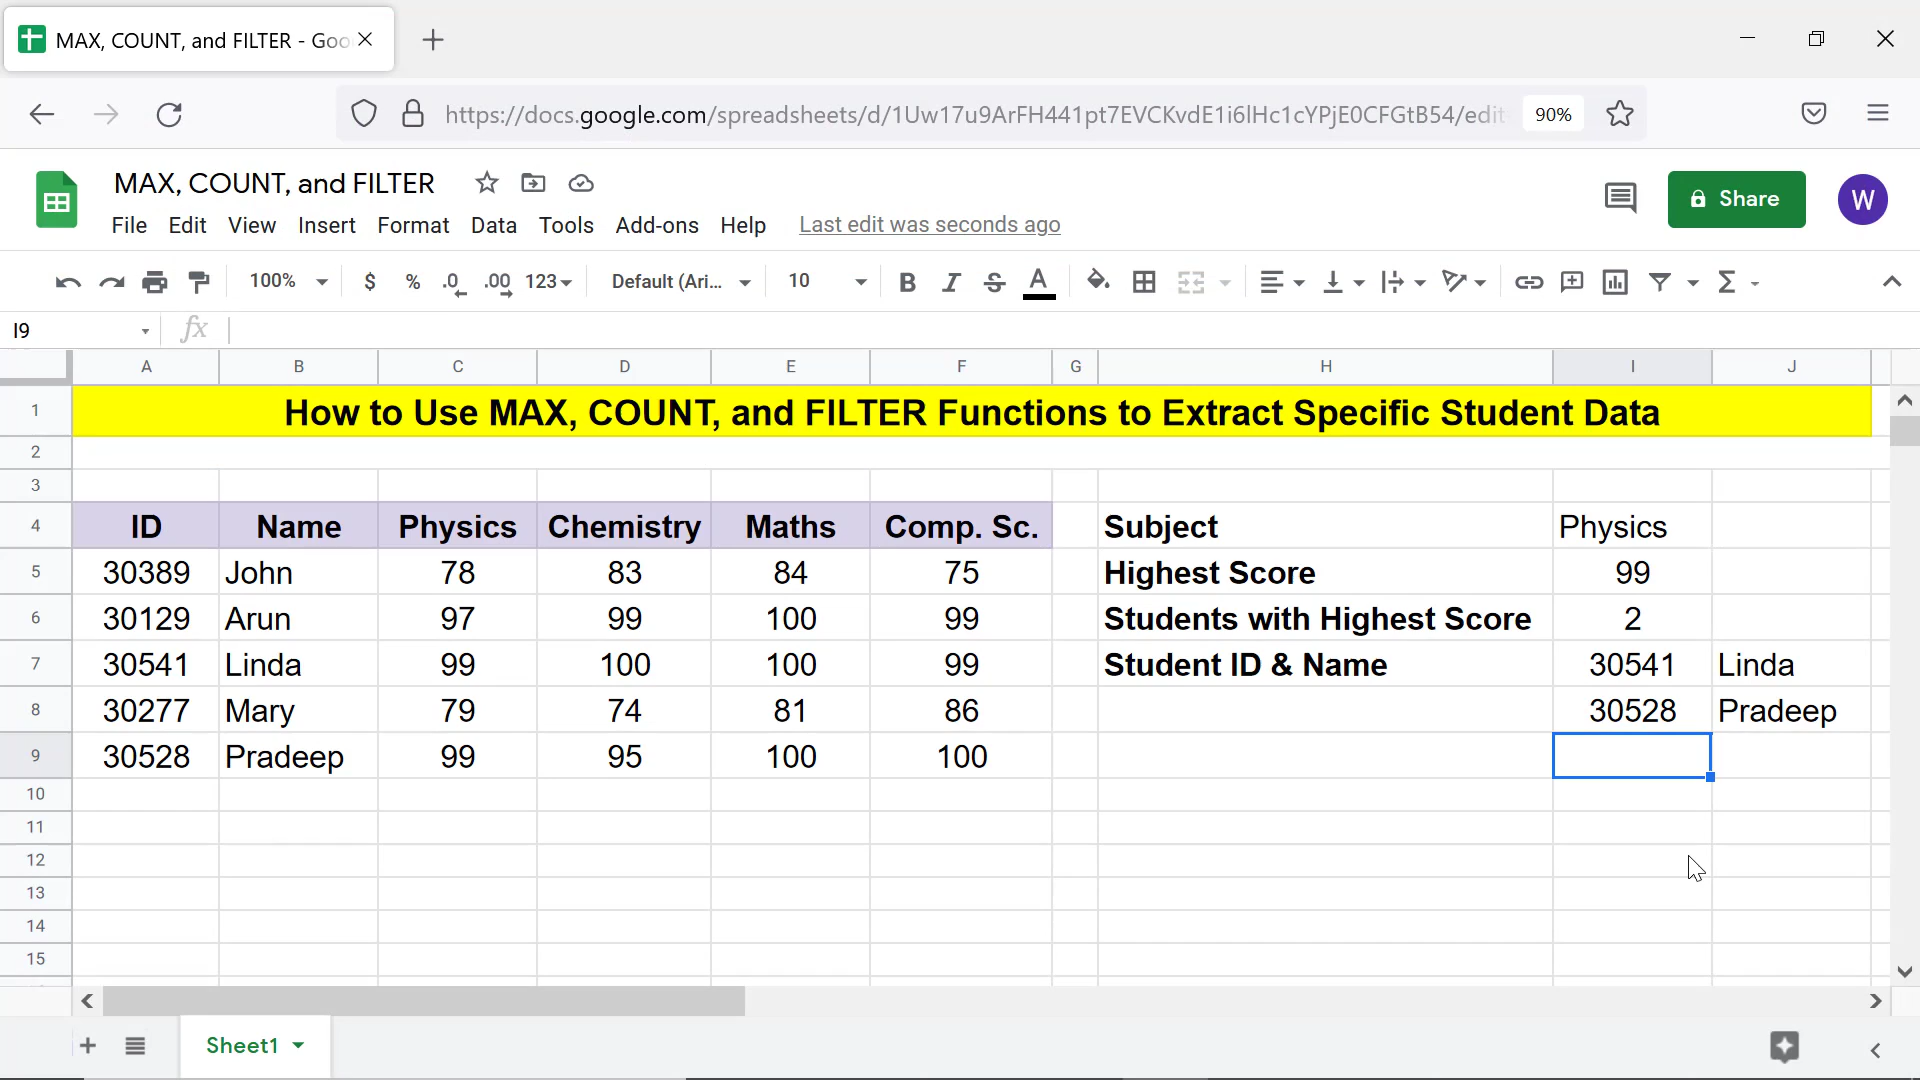 MAX, COUNT, and FILTER - Goo
https://docs.google.com/spreadsheets/d/1Uw17u9ArFH441pt7EVCKvdE1i6lHc1cYPjE0CFGtB54/edit 90%
MAX, COUNT, and FILTER
Share
W
File Edit View Insert Format Data Tools Add-ons Help Last edit was seconds ago
100% $ % .0 .00 123 Default (Ari... 10 B I S A Σ
I9 fx
A B C D E F G H I J
1 How to Use MAX, COUNT, and FILTER Functions to Extract Specific Student Data
2
3
4 ID Name Physics Chemistry Maths Comp. Sc. Subject Physics
5 30389 John 78 83 84 75 Highest Score 99
6 30129 Arun 97 99 100 99 Students with Highest Score 2
7 30541 Linda 99 100 100 99 Student ID & Name 30541 Linda
8 30277 Mary 79 74 81 86 30528 Pradeep
9 30528 Pradeep 99 95 100 100
10
11
12
13
14
15
Sheet1